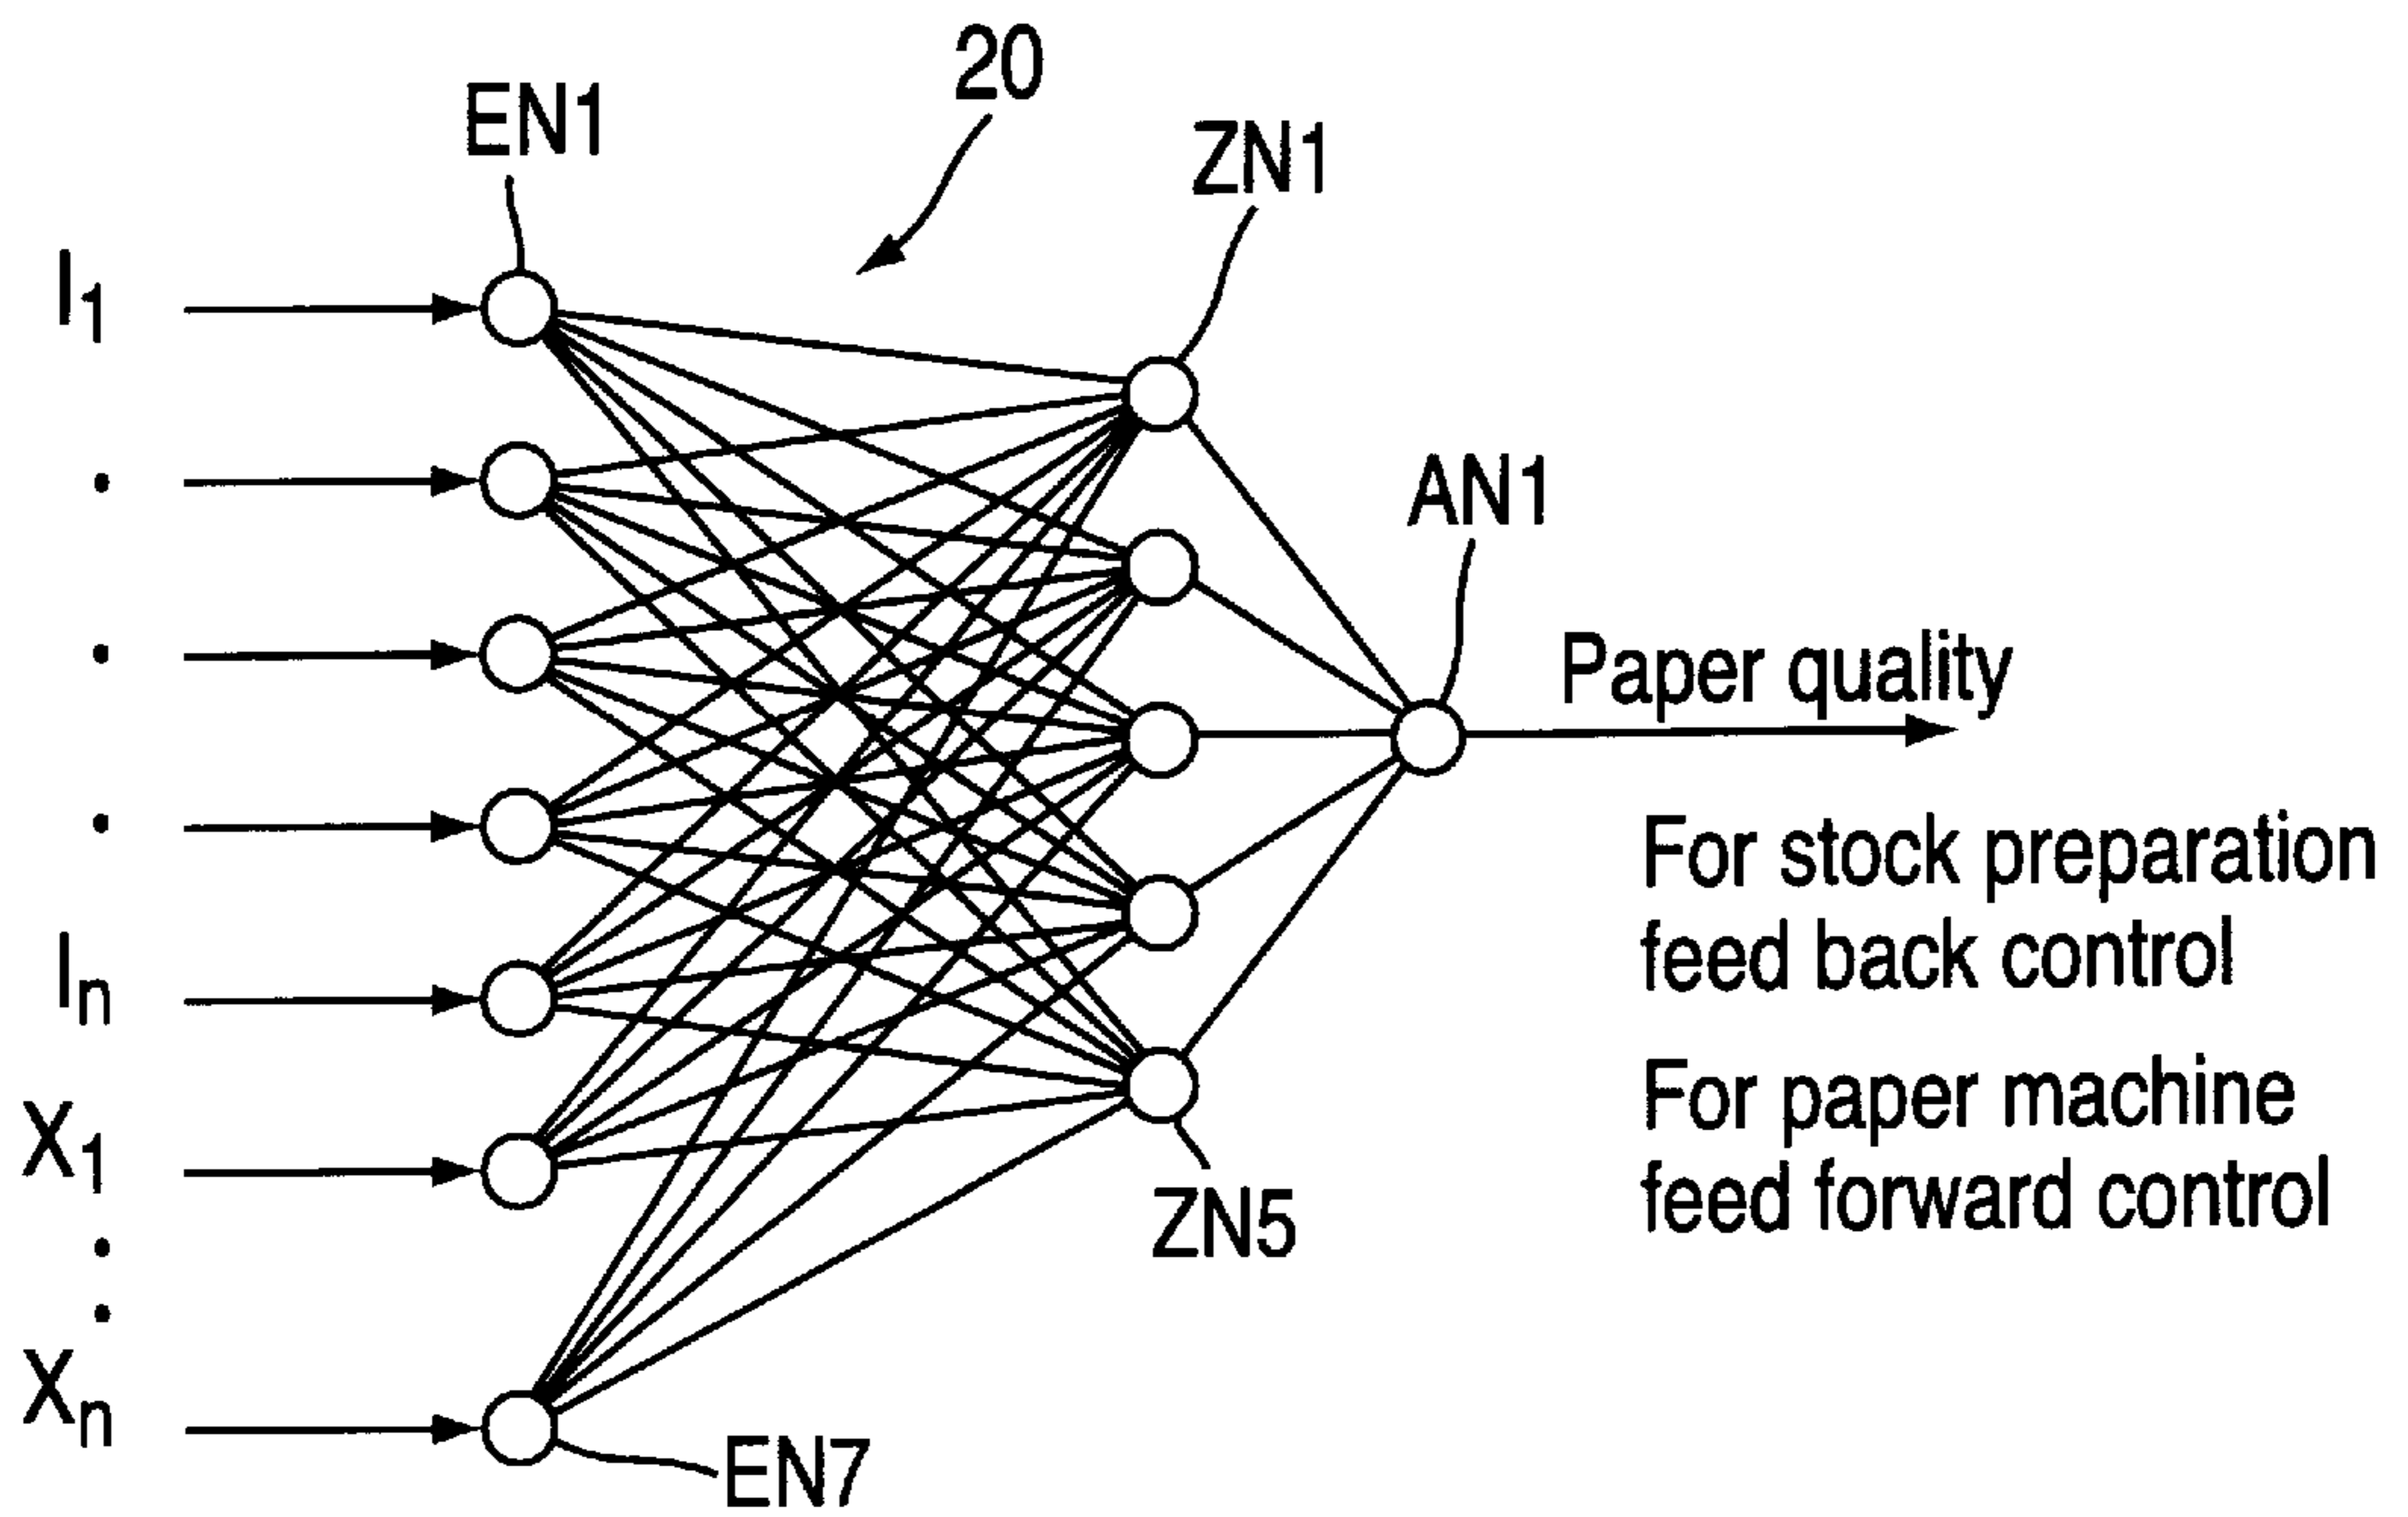 20
EN1
ZN1
I1
AN1
Paper quality
For stock preparation
feed back control
In
For paper machine
feed forward control
X1
ZN5
Xn
EN7